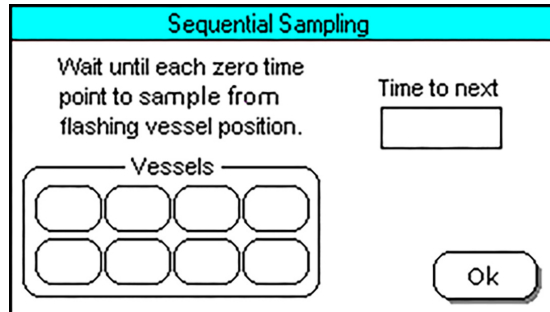 Sequential Sampling
Wait until each zero time
point to sample from
flashing vessel position.
Time to next
Vessels
Ok